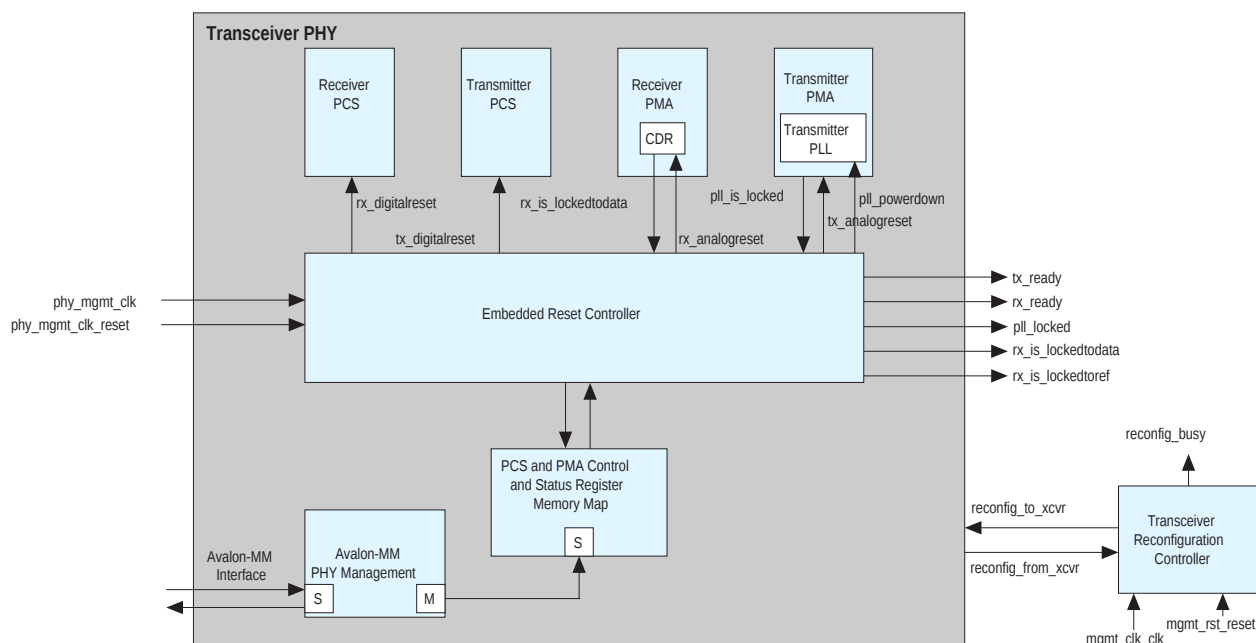 Transceiver PHY
Receiver
PCS
Transmitter
PCS
Receiver
PMA
CDR
Transmitter
PMA
Transmitter
PLL
rx_digitalreset
tx_digitalreset
rx_is_lockedtodata
rx_analogreset
pll_is_locked
tx_analogreset
pll_powerdown
phy_mgmt_clk
phy_mgmt_clk_reset
Embedded Reset Controller
tx_ready
rx_ready
pll_locked
rx_is_lockedtodata
rx_is_lockedtoref
PCS and PMA Control
and Status Register
Memory Map
S
Avalon-MM
Interface
Avalon-MM
PHY Management
S
M
reconfig_busy
reconfig_to_xcvr
reconfig_from_xcvr
Transceiver
Reconfiguration
Controller
mgmt_rst_reset
mgmt_clk_clk